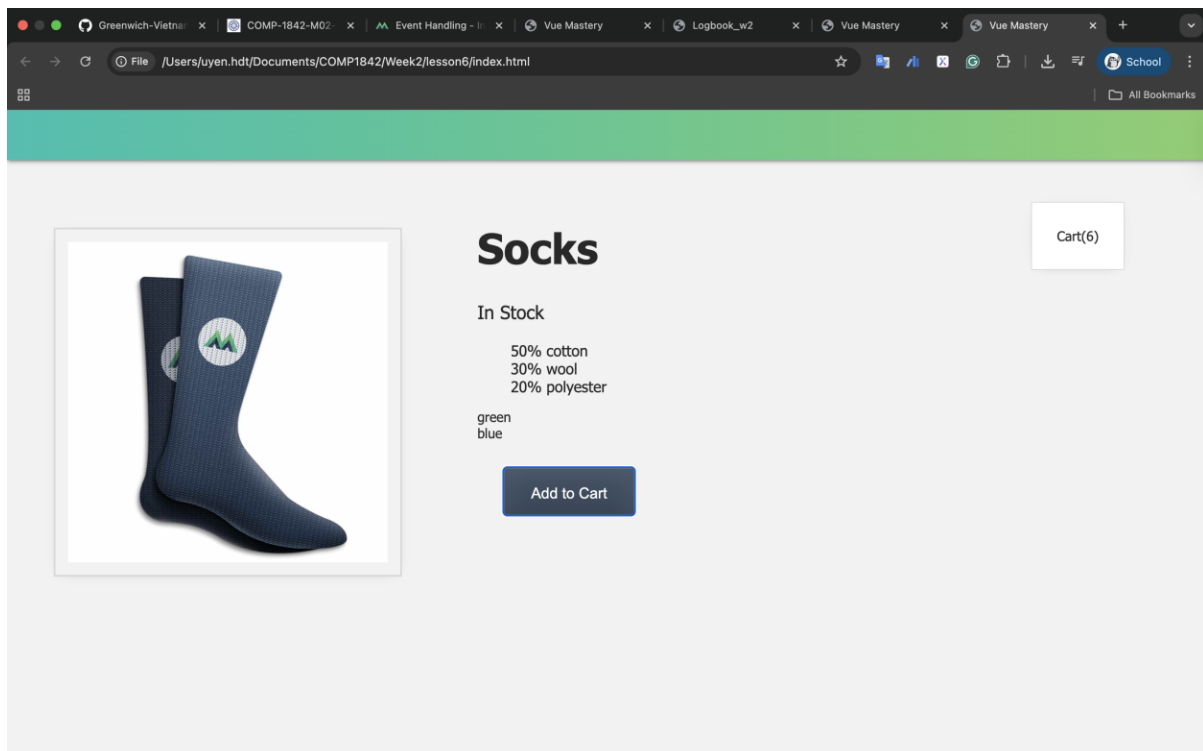 Greenwich-Vietnar
COMP-1842-M02-
Event Handling - In
Vue Mastery
Logbook_w2
Vue Mastery
Vue Mastery
File
/Users/uyen.hdt/Documents/COMP1842/Week2/lesson6/index.html
School
All Bookmarks
Cart(6)
Socks
In Stock
50% cotton
30% wool
20% polyester
green
blue
Add to Cart